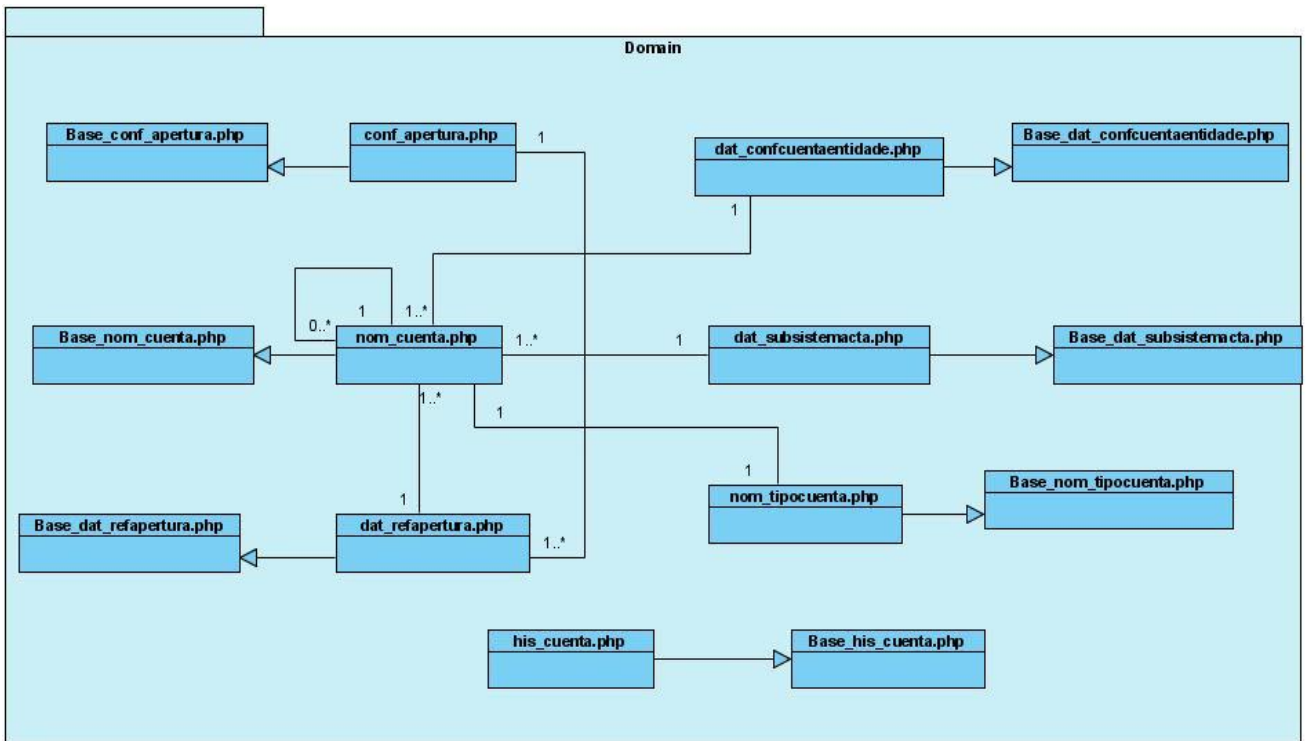 Domain
Base_conf_apertura.php
conf_apertura.php
1
dat_confcuentaentidade.php
Base_dat_confcuentaentidade.php
1
1
1..*
0..*
Base_nom_cuenta.php
nom_cuenta.php
1..*
1
dat_subsistemacta.php
Base_dat_subsistemacta.php
1..*
1
1
nom_tipocuenta.php
Base_nom_tipocuenta.php
1
Base_dat_refapertura.php
dat_refapertura.php
1..*
his_cuenta.php
Base_his_cuenta.php